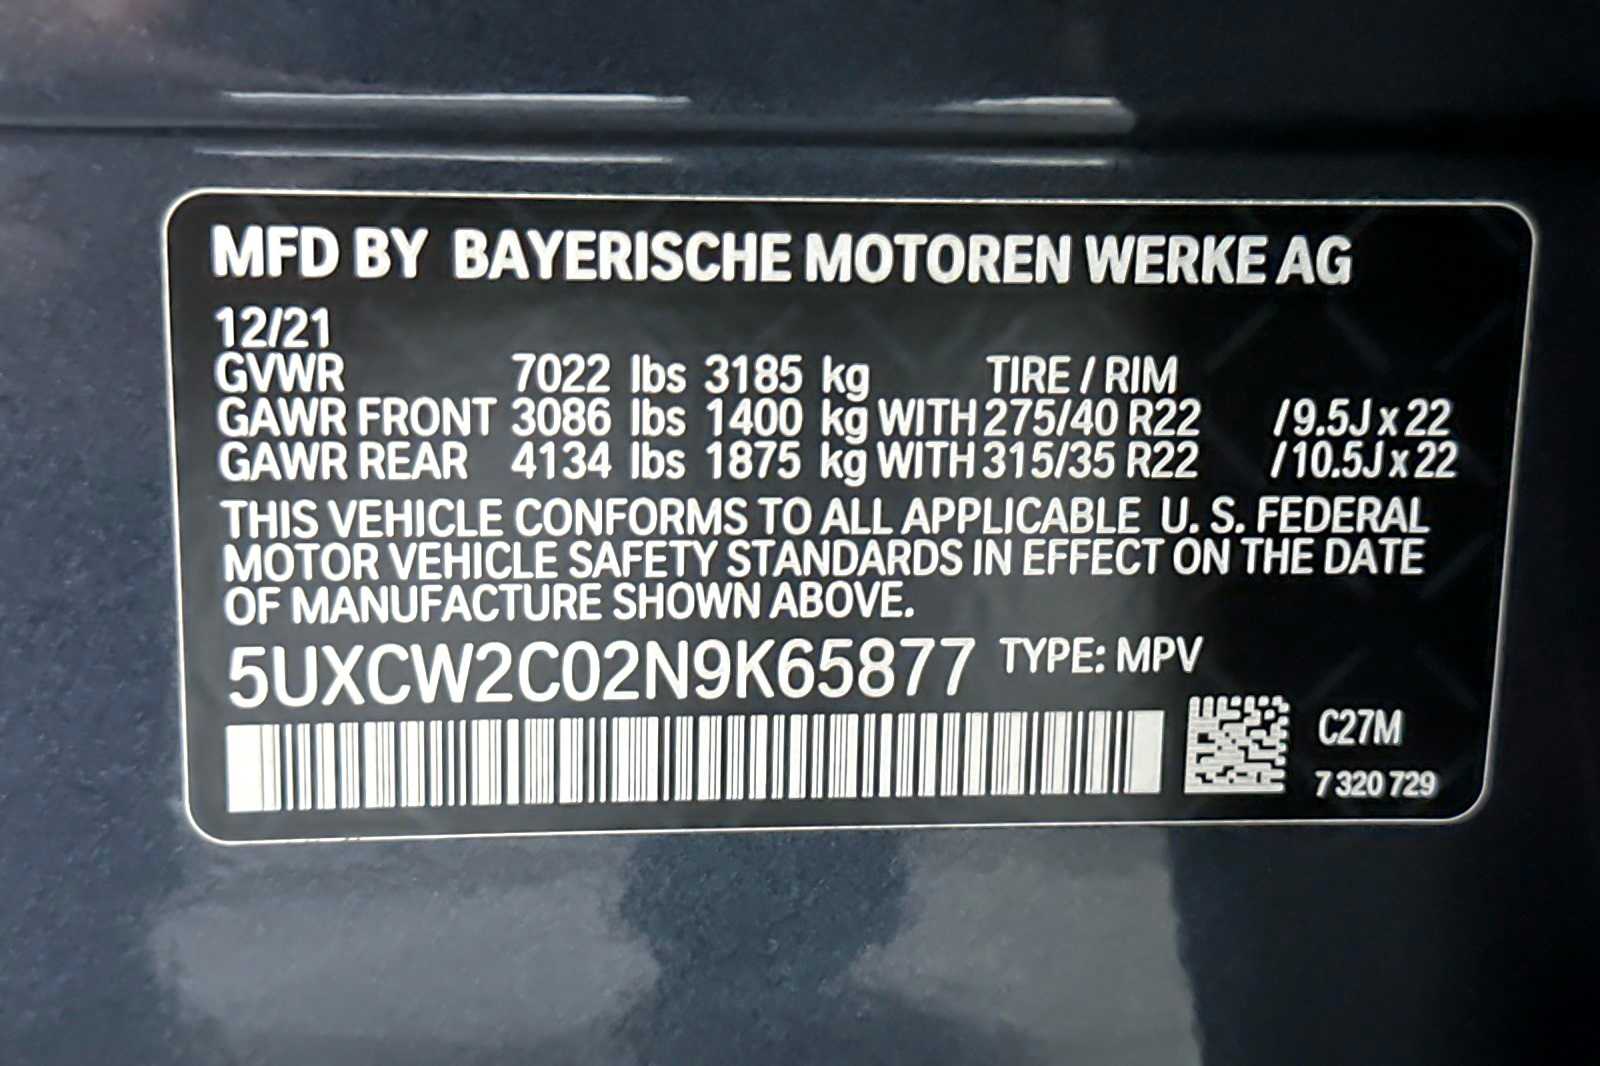 MFD BY BAYERISCHE MOTOREN WERKE AG
12/21
GVWR 7022 lbs 3185 kg TIRE / RIM
GAWR FRONT 3086 lbs 1400 kg WITH 275/40 R22 /9.5J x 22
GAWR REAR 4134 lbs 1875 kg WITH 315/35 R22 /10.5J x 22
THIS VEHICLE CONFORMS TO ALL APPLICABLE U. S. FEDERAL
MOTOR VEHICLE SAFETY STANDARDS IN EFFECT ON THE DATE
OF MANUFACTURE SHOWN ABOVE.
5UXCW2C02N9K65877 TYPE: MPV
C27M
7 320 729